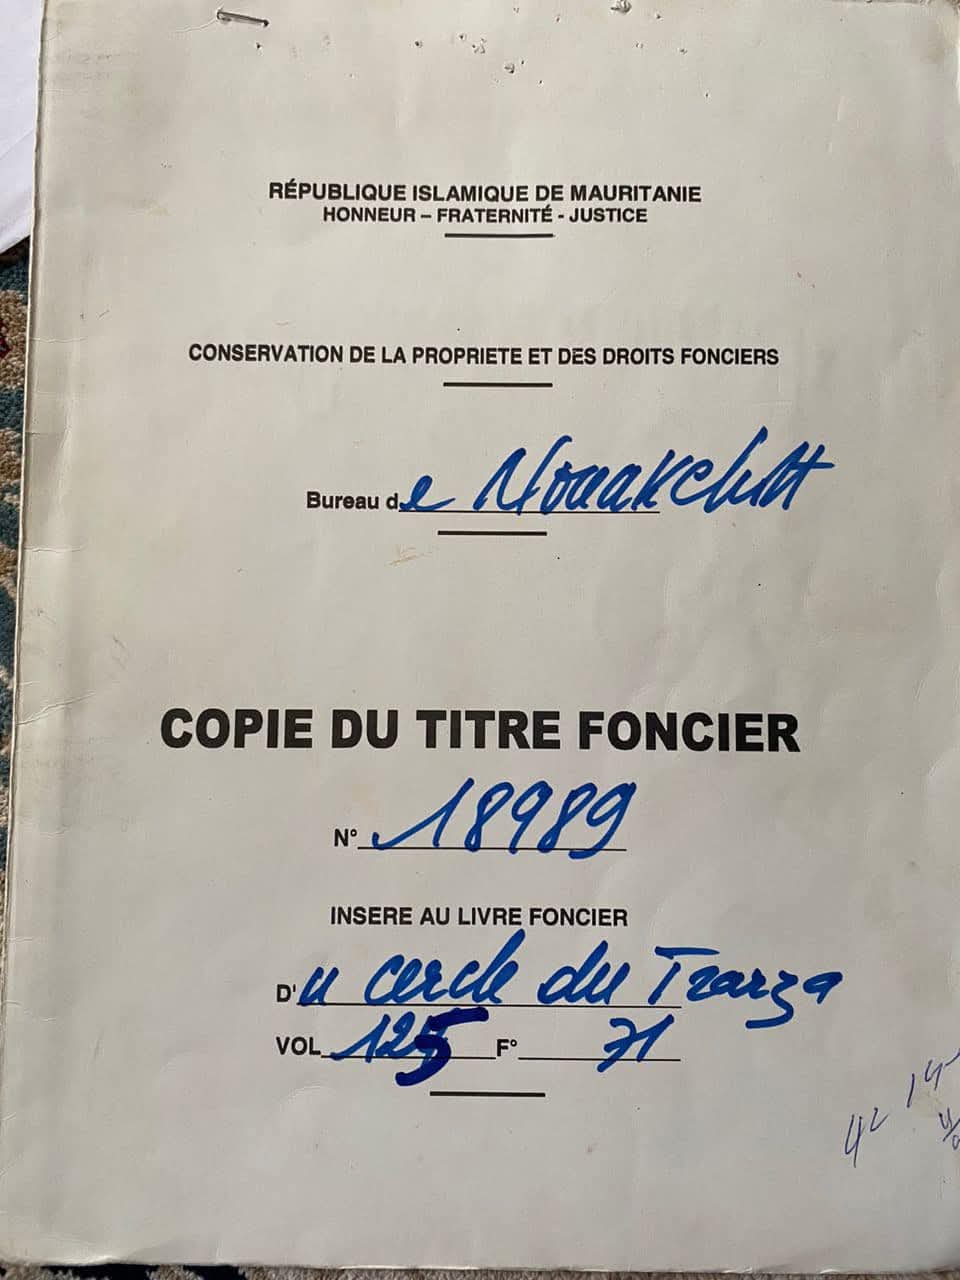 RÉPUBLIQUE ISLAMIQUE DE MAURITANIE
HONNEUR – FRATERNITÉ - JUSTICE
CONSERVATION DE LA PROPRIETE ET DES DROITS FONCIERS
Bureau de Nouakchott
COPIE DU TITRE FONCIER
N° 18989
INSERE AU LIVRE FONCIER
D'u cercle du Trarza
VOL 125 F° 71
42